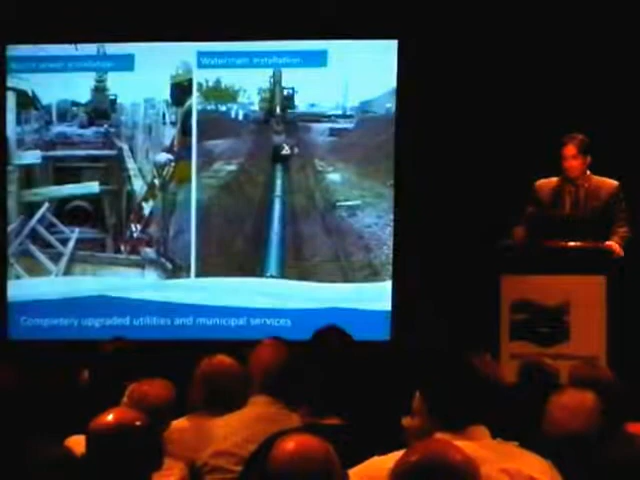 sewer installation
Watermain installation
Completely upgraded utilities and municipal services